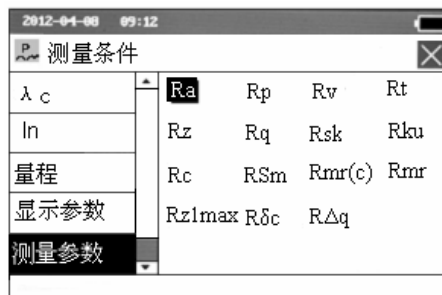 2012-04-08 09:12
P 测量条件
λc
ln
量程
显示参数
测量参数
Ra Rp Rv Rt
Rz Rq Rsk Rku
Rc RSm Rmr(c) Rmr
Rz1max Rδc RΔq